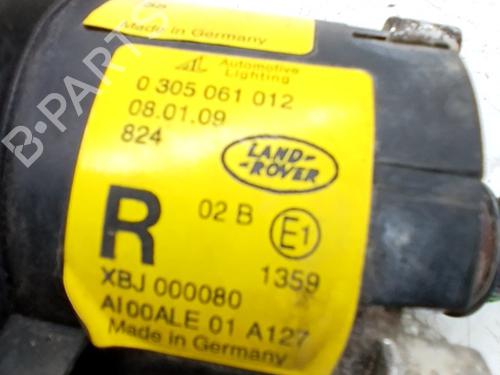 Made in Germany
AL Automotive
Lighting
0 305 061 012
08.01.09
824
LAND-
ROVER
R
02 B
E1
1359
XBJ 000080
AI00ALE 01 A127
Made in Germany